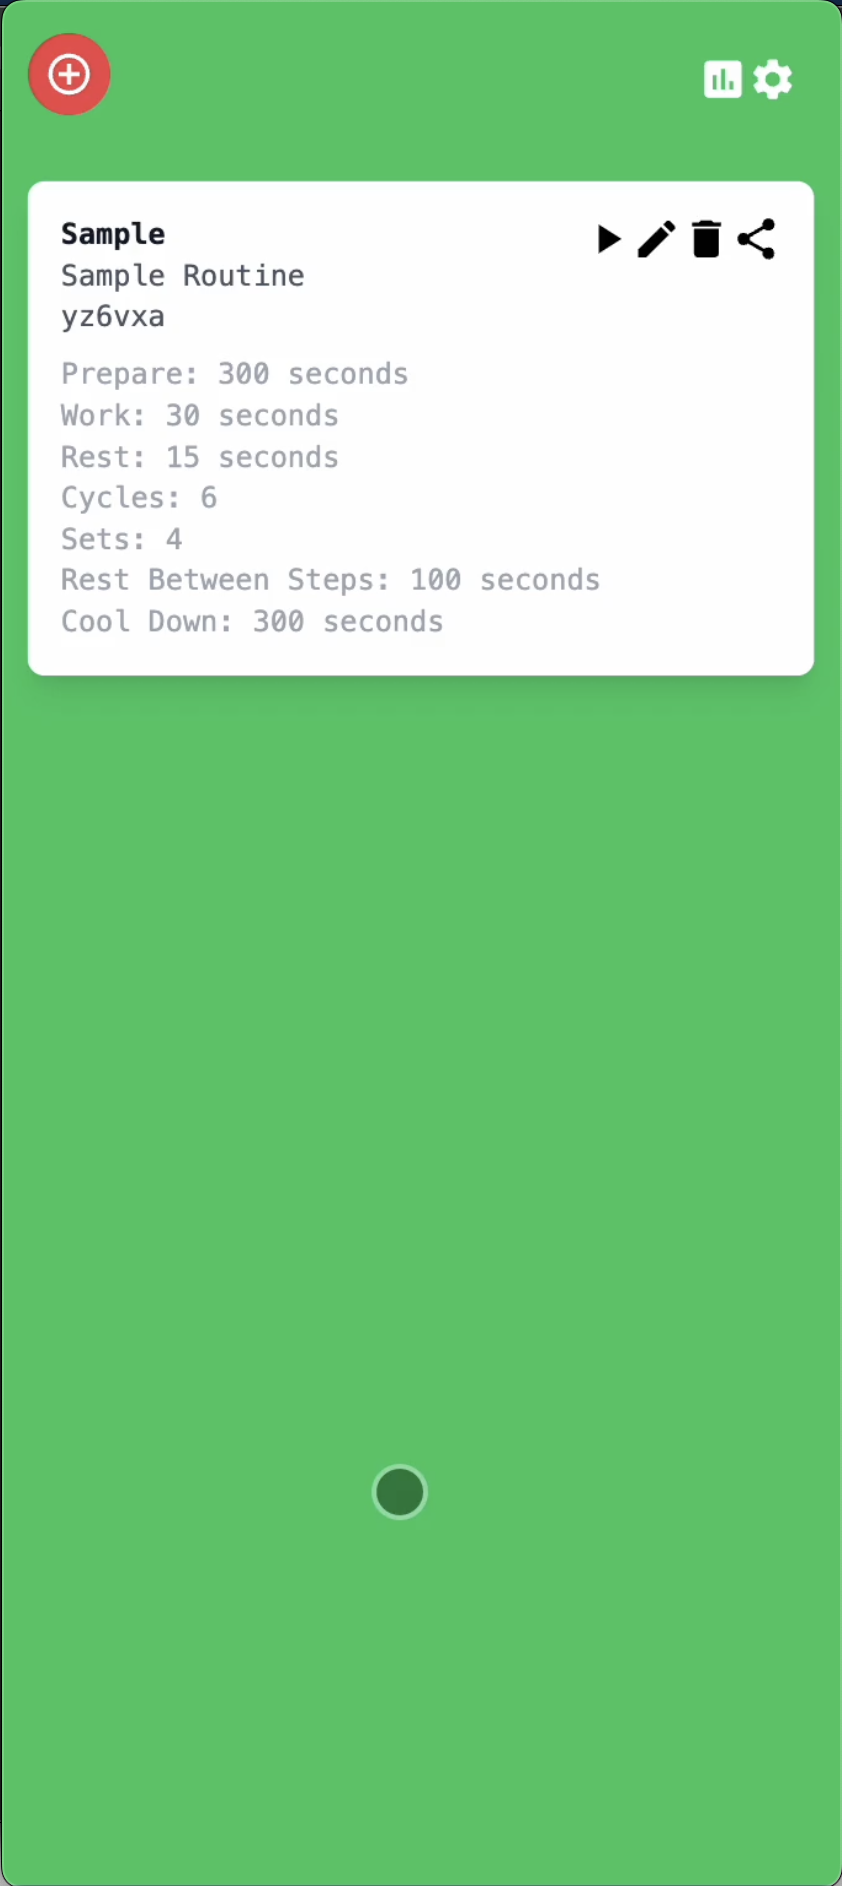 Sample
Sample Routine
yz6vxa
Prepare: 300 seconds
Work: 30 seconds
Rest: 15 seconds
Cycles: 6
Sets: 4
Rest Between Steps: 100 seconds
Cool Down: 300 seconds